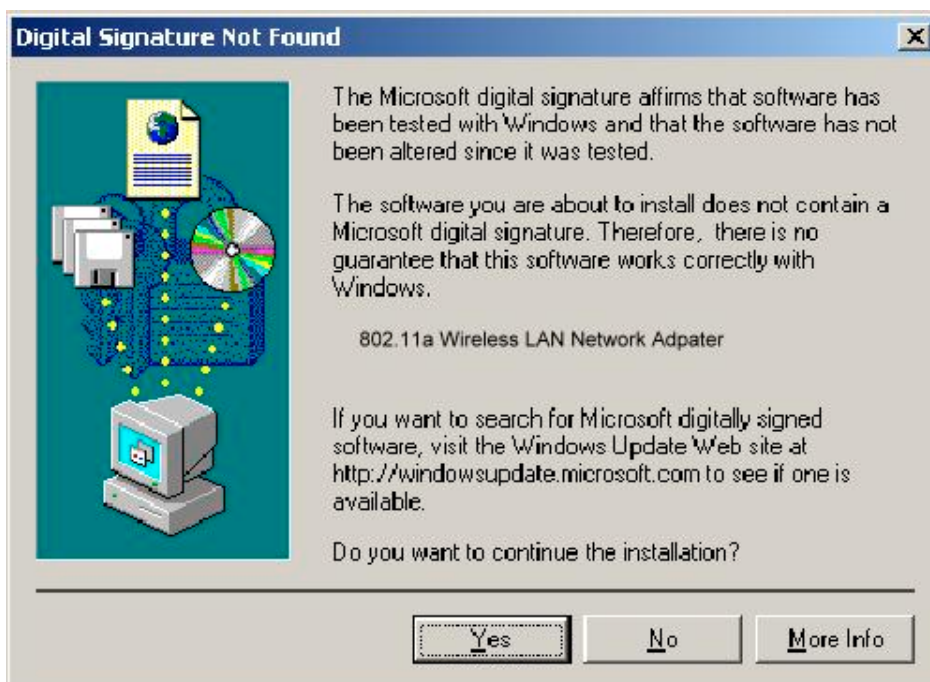 Digital Signature Not Found
The Microsoft digital signature affirms that software has
been tested with Windows and that the software has not
been altered since it was tested.
The software you are about to install does not contain a
Microsoft digital signature. Therefore, there is no
guarantee that this software works correctly with
Windows.
802.11a Wireless LAN Network Adpater
If you want to search for Microsoft digitally signed
software, visit the Windows Update Web site at
http://windowsupdate.microsoft.com to see if one is
available.
Do you want to continue the installation?
Yes No More Info